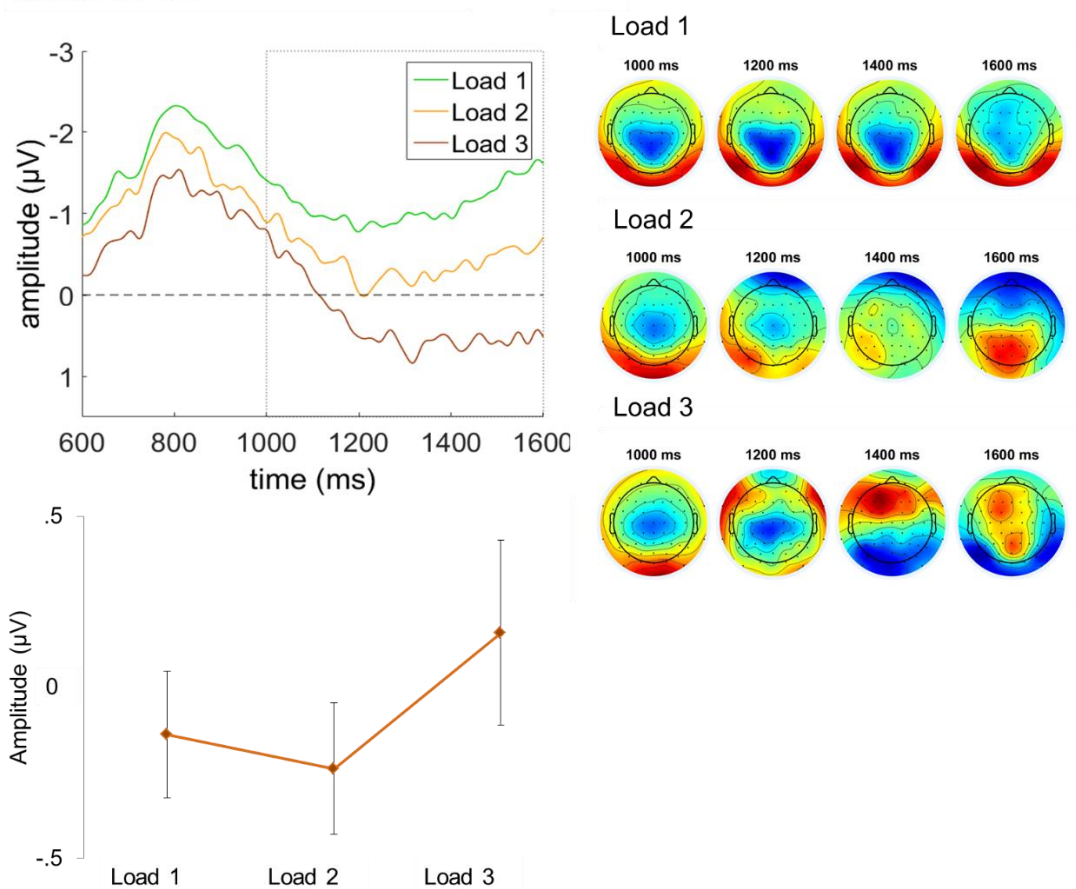 -3
-2
-1
0
1
amplitude (µV)
Load 1
Load 2
Load 3
600 800 1000 1200 1400 1600
time (ms)
Load 1
1000 ms 1200 ms 1400 ms 1600 ms
Load 2
1000 ms 1200 ms 1400 ms 1600 ms
Load 3
1000 ms 1200 ms 1400 ms 1600 ms
.5
0
-.5
Amplitude (µV)
Load 1 Load 2 Load 3